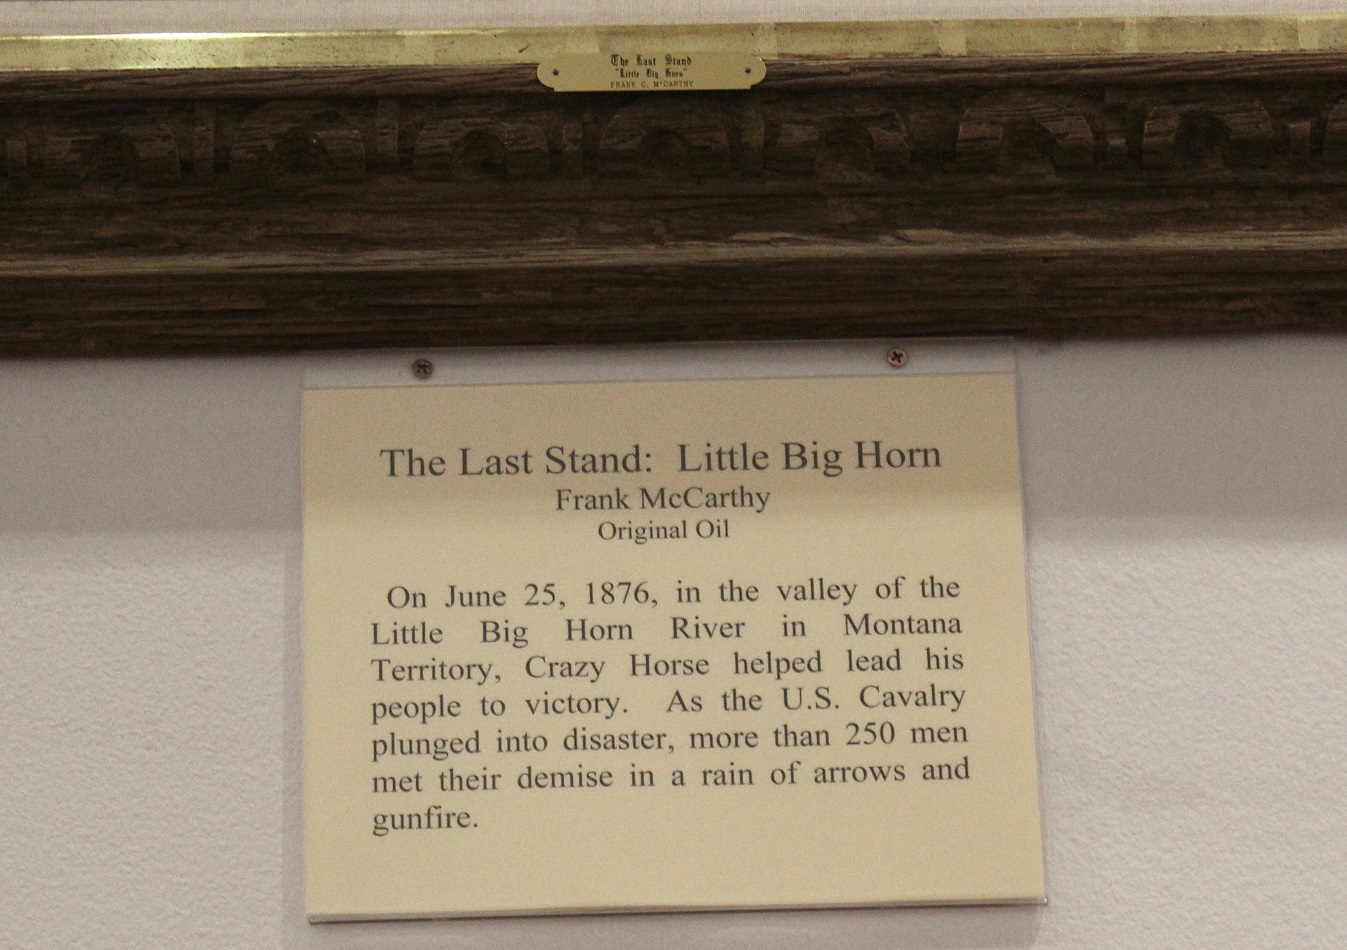 The Last Stand
"Little Big Horn"
FRANK C. McCARTHY
The Last Stand: Little Big Horn
Frank McCarthy
Original Oil
On June 25, 1876, in the valley of the
Little Big Horn River in Montana
Territory, Crazy Horse helped lead his
people to victory. As the U.S. Cavalry
plunged into disaster, more than 250 men
met their demise in a rain of arrows and
gunfire.